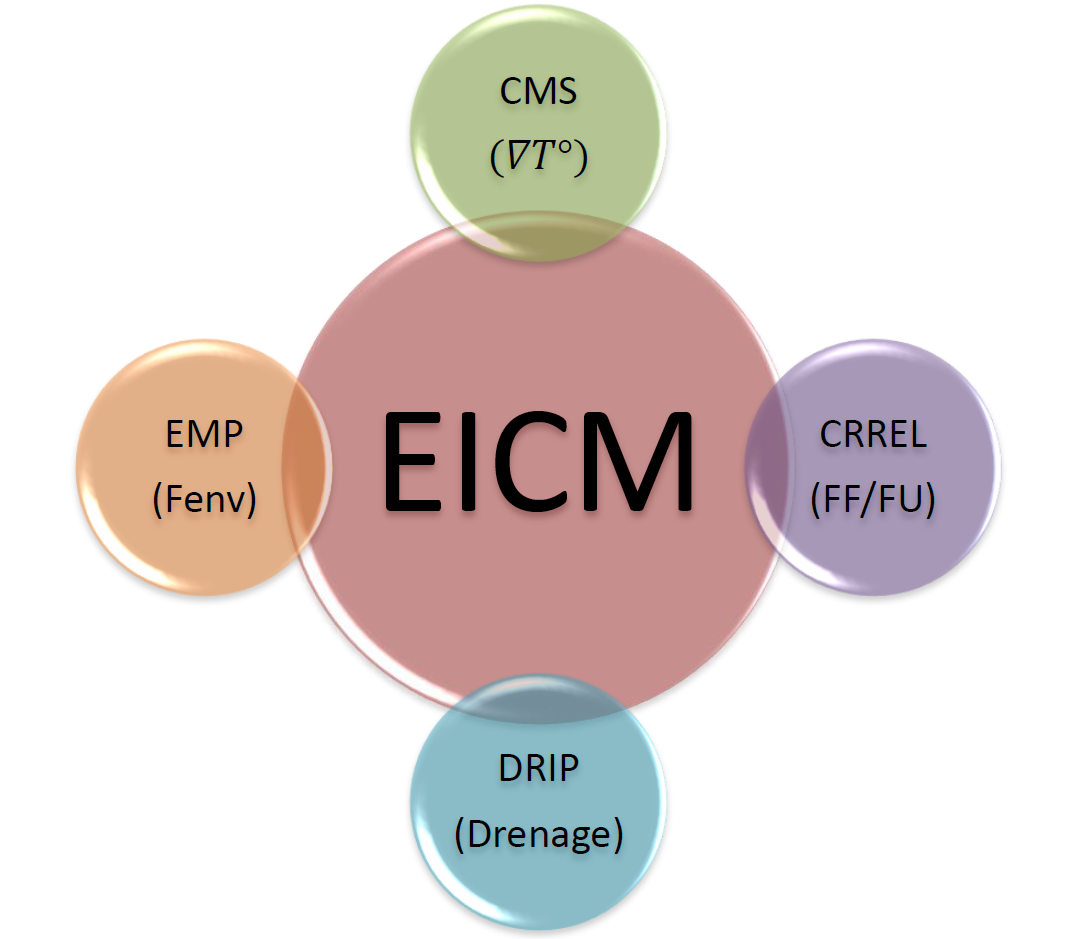 CMS
(∇T°)
EMP
(Fenv)
EICM
CRREL
(FF/FU)
DRIP
(Drenage)